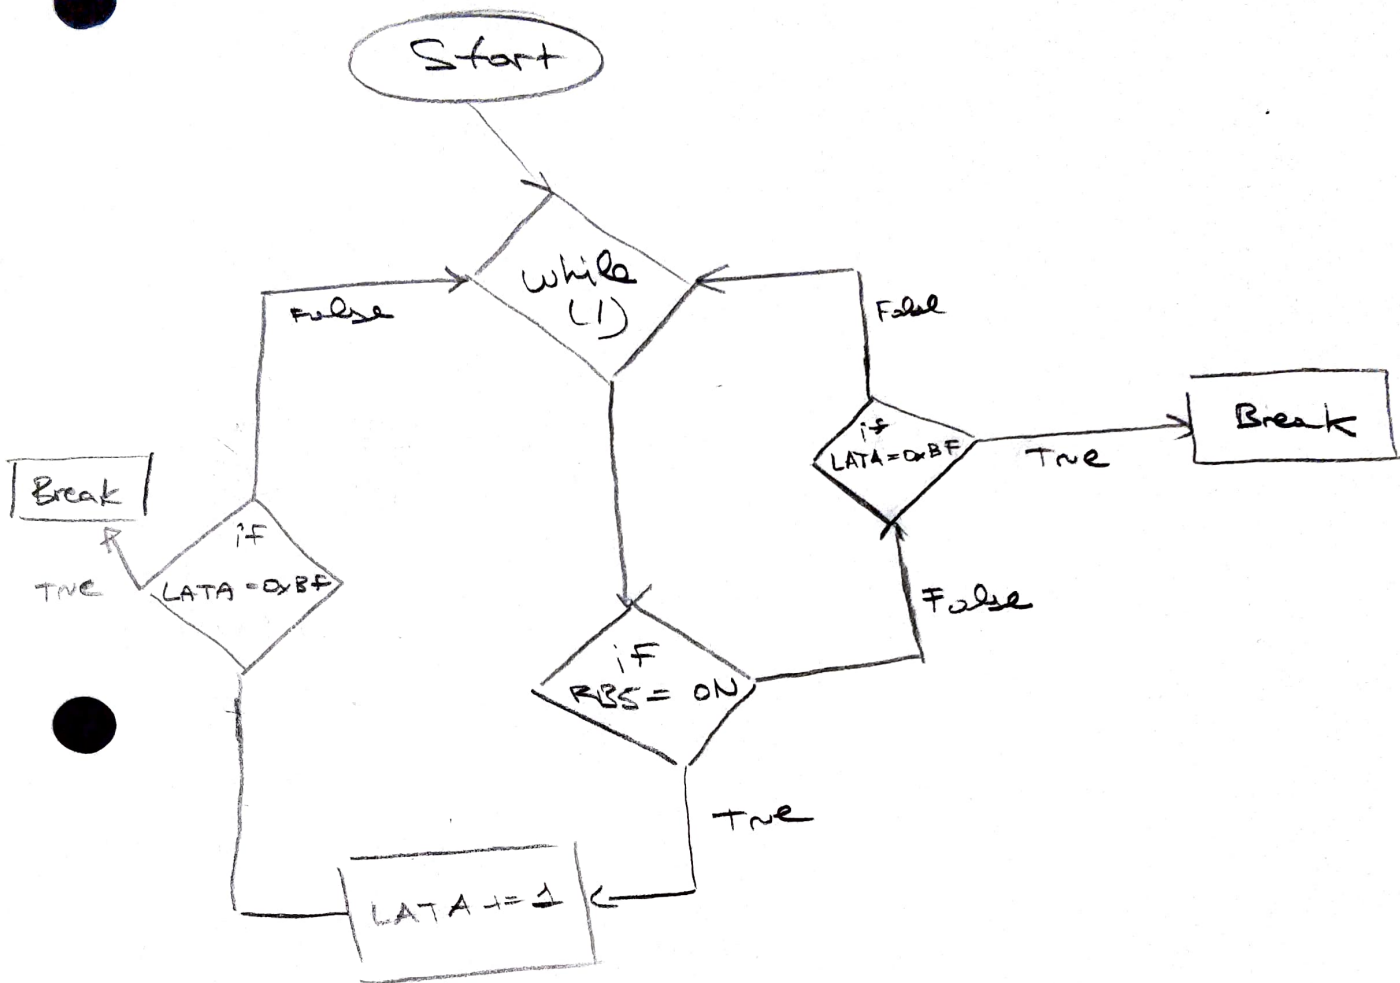 Start
while
(1)
False
False
if
LATA = 0xBF
True
Break
Break
if
LATA = 0xBF
True
False
if
RB5 = ON
True
LATA += 1